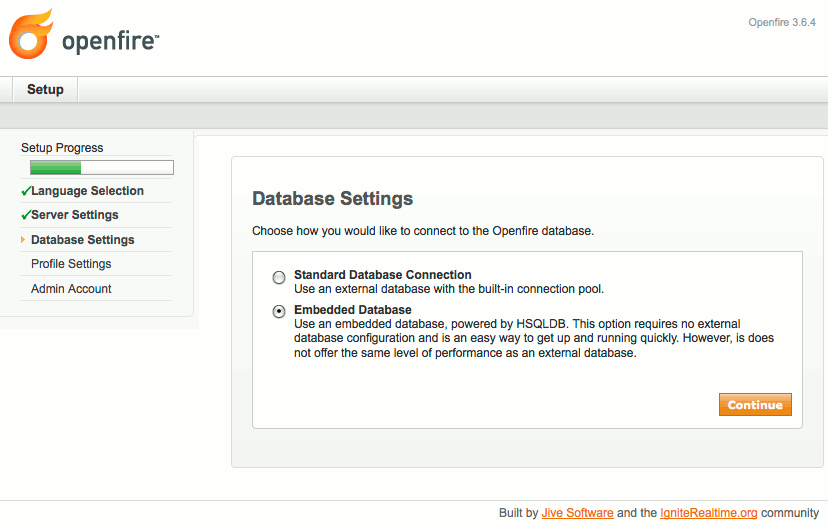 openfire™
Openfire 3.6.4
Setup
Setup Progress
Language Selection
Server Settings
Database Settings
Profile Settings
Admin Account
Database Settings
Choose how you would like to connect to the Openfire database.
Standard Database Connection
Use an external database with the built-in connection pool.
Embedded Database
Use an embedded database, powered by HSQLDB. This option requires no external
database configuration and is an easy way to get up and running quickly. However, is does
not offer the same level of performance as an external database.
Continue
Built by Jive Software and the IgniteRealtime.org community